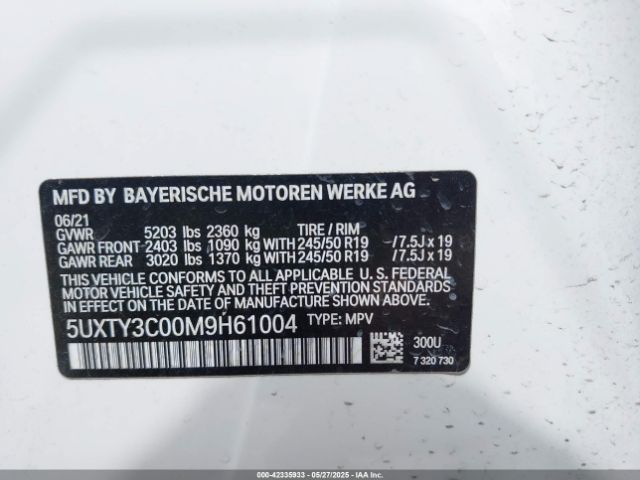 MFD BY BAYERISCHE MOTOREN WERKE AG
06/21
GVWR 5203 lbs 2360 kg TIRE / RIM
GAWR FRONT 2403 lbs 1090 kg WITH 245/50 R19 /7.5J x 19
GAWR REAR 3020 lbs 1370 kg WITH 245/50 R19 /7.5J x 19
THIS VEHICLE CONFORMS TO ALL APPLICABLE U. S. FEDERAL
MOTOR VEHICLE SAFETY AND THEFT PREVENTION STANDARDS
IN EFFECT ON THE DATE OF MANUFACTURE SHOWN ABOVE.
5UXTY3C00M9H61004 TYPE: MPV
300U
7 320 730
000-42335933 - 05/27/2025 - IAAI.COM